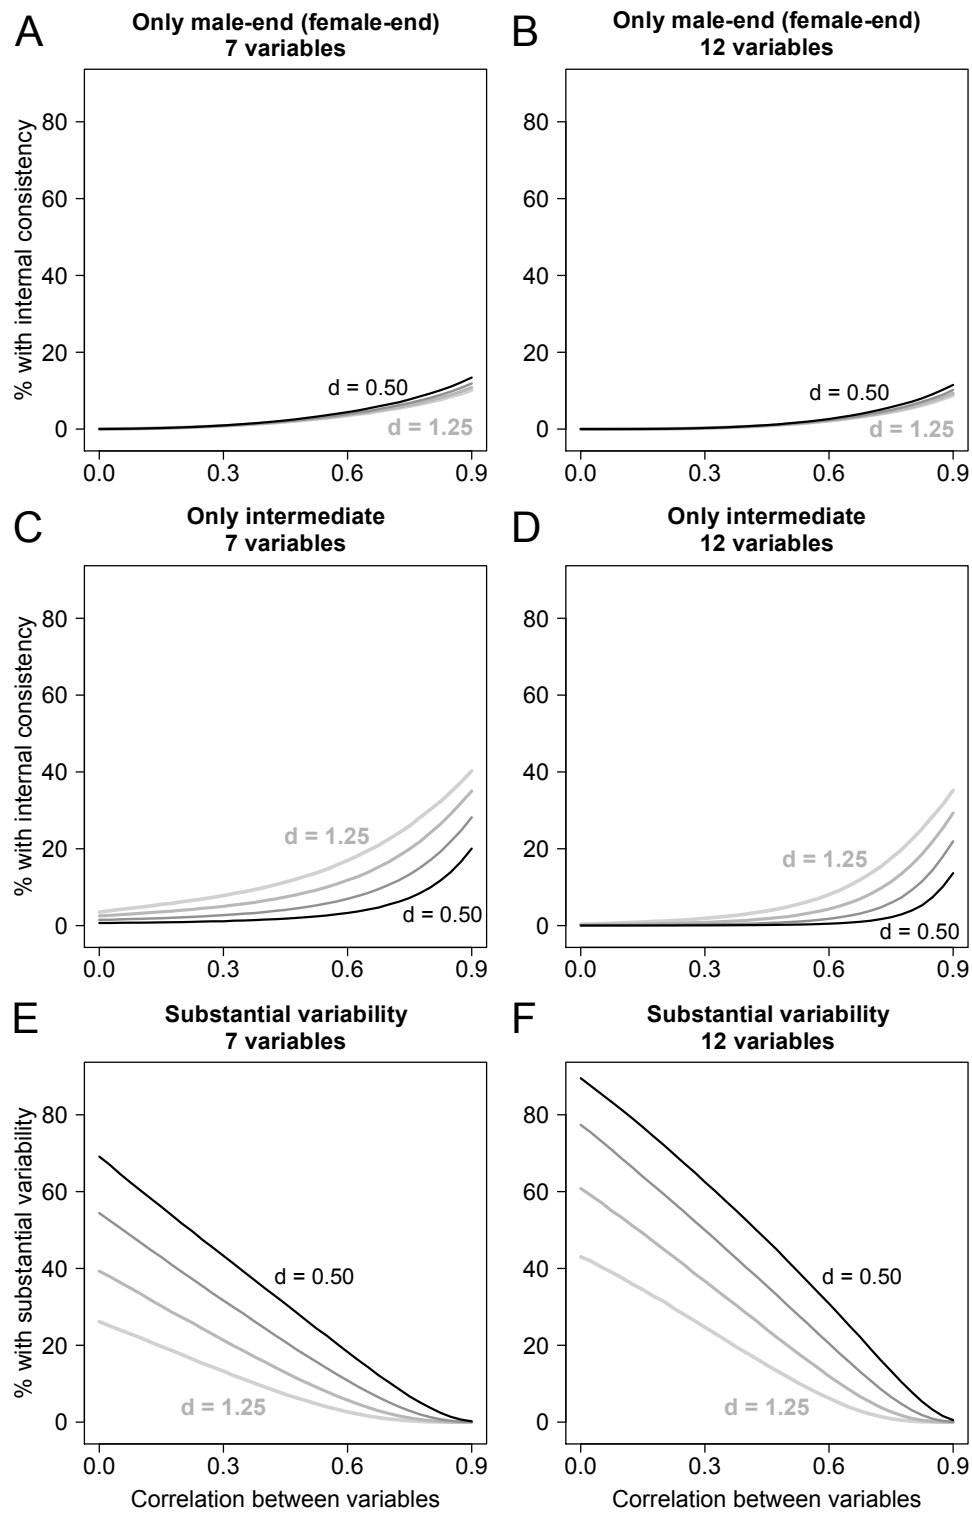 A
Only male-end (female-end)
7 variables
% with internal consistency
80
60
40
20
0
d = 0.50
d = 1.25
0.0 0.3 0.6 0.9
B
Only male-end (female-end)
12 variables
80
60
40
20
0
d = 0.50
d = 1.25
0.0 0.3 0.6 0.9
C
Only intermediate
7 variables
% with internal consistency
80
60
40
20
0
d = 1.25
d = 0.50
0.0 0.3 0.6 0.9
D
Only intermediate
12 variables
80
60
40
20
0
d = 1.25
d = 0.50
0.0 0.3 0.6 0.9
E
Substantial variability
7 variables
% with substantial variability
80
60
40
20
0
d = 0.50
d = 1.25
0.0 0.3 0.6 0.9
Correlation between variables
F
Substantial variability
12 variables
80
60
40
20
0
d = 0.50
d = 1.25
0.0 0.3 0.6 0.9
Correlation between variables